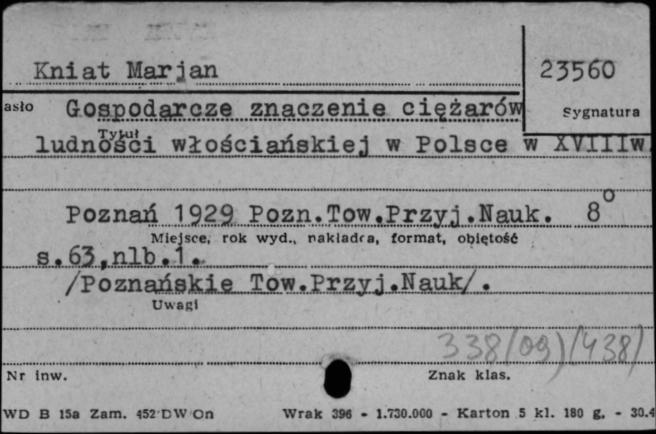 Kniat Marjan
23560
asło Gospodarcze znaczenie ciężarów
Sygnatura
Tytuł
ludności włościańskiej w Polsce w XVIIIw.
Poznań 1929 Pozn.Tow.Przyj.Nauk. 8°
Miejsce, rok wyd., nakładca, format, objętość
s.63,nlb.1.
/Poznańskie Tow.Przyj.Nauk/.
Uwagi
338(09)(438)
Nr inw.
Znak klas.
WD B 15a Zam. 452 DW On Wrak 396 - 1.730.000 - Karton 5 kl. 180 g. - 30.4